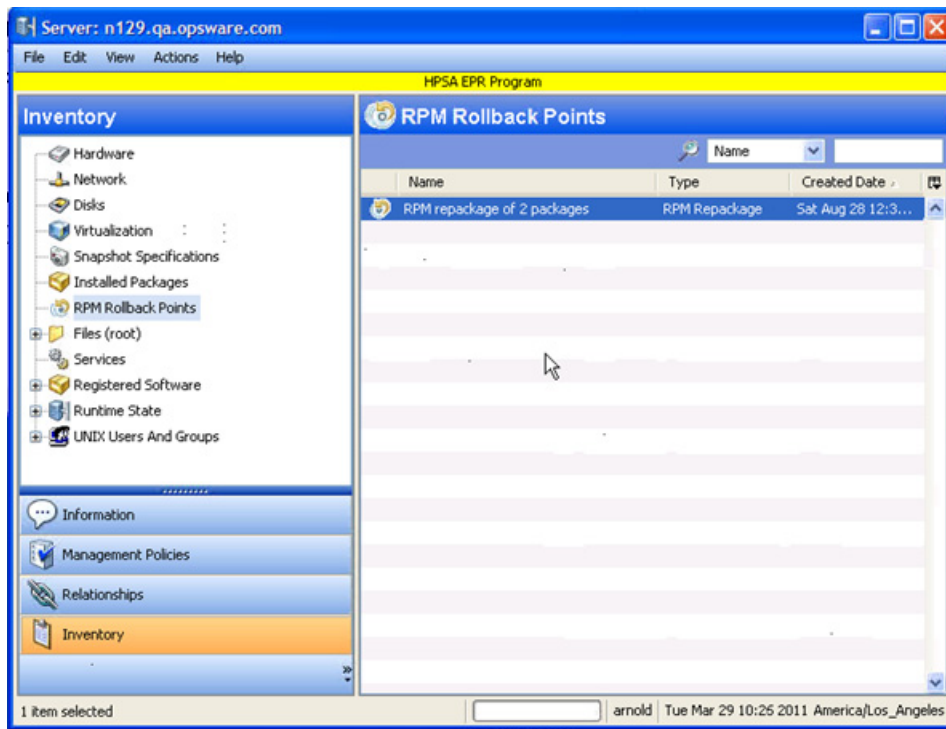 Server: n129.qa.opsware.com
File Edit View Actions Help
HPSA EPR Program
Inventory
Hardware
Network
Disks
Virtualization
Snapshot Specifications
Installed Packages
RPM Rollback Points
Files (root)
Services
Registered Software
Runtime State
UNIX Users And Groups
Information
Management Policies
Relationships
Inventory
RPM Rollback Points
Name
Name Type Created Date
RPM repackage of 2 packages RPM Repackage Sat Aug 28 12:3...
1 item selected arnold Tue Mar 29 10:26 2011 America/Los_Angeles